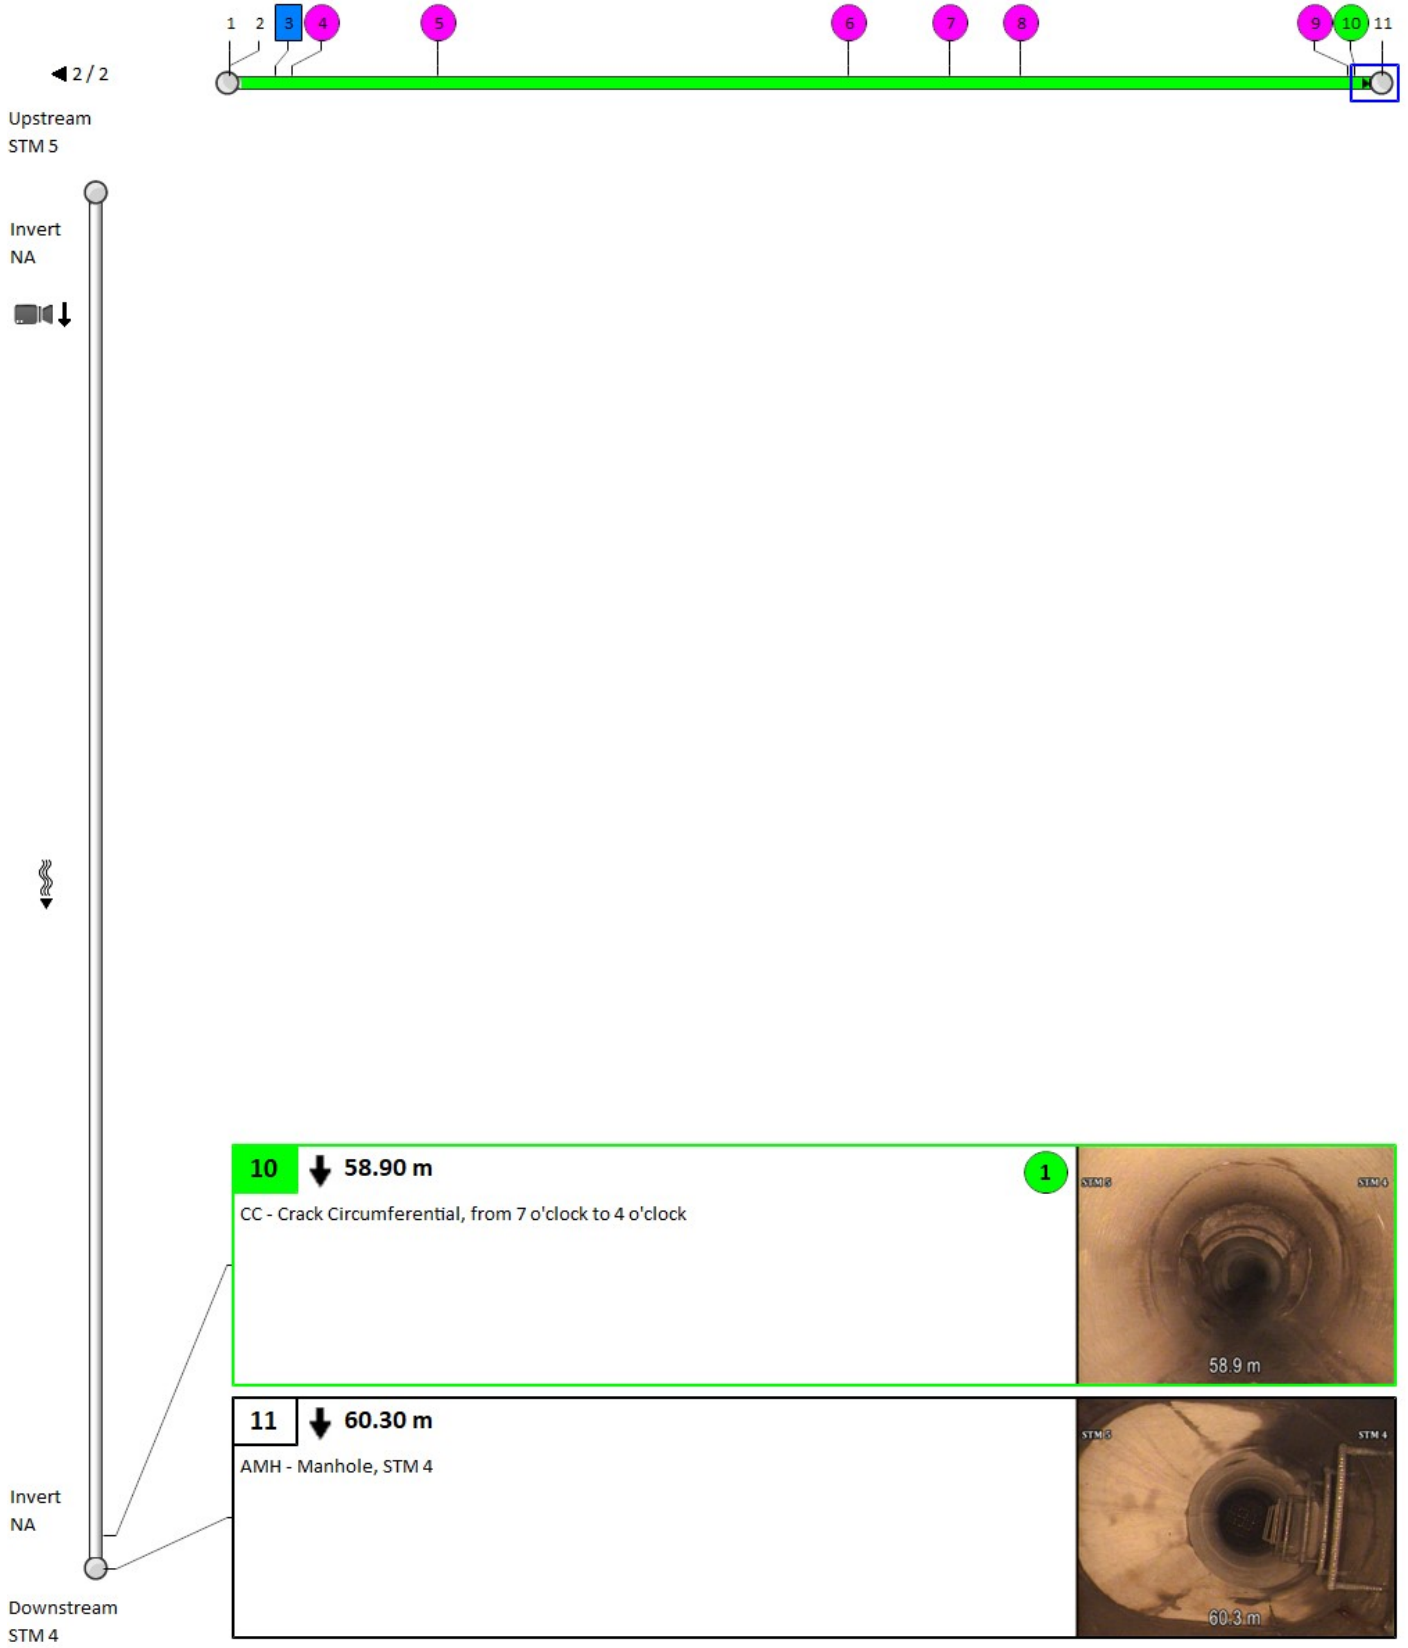 1 2 3 4 5 6 7 8 9 10 11
2 / 2
Upstream
STM 5
Invert
NA
10 58.90 m 1
CC - Crack Circumferential, from 7 o'clock to 4 o'clock
STM 5 STM 4
58.9 m
11 60.30 m
AMH - Manhole, STM 4
STM 5 STM 4
60.3 m
Invert
NA
Downstream
STM 4